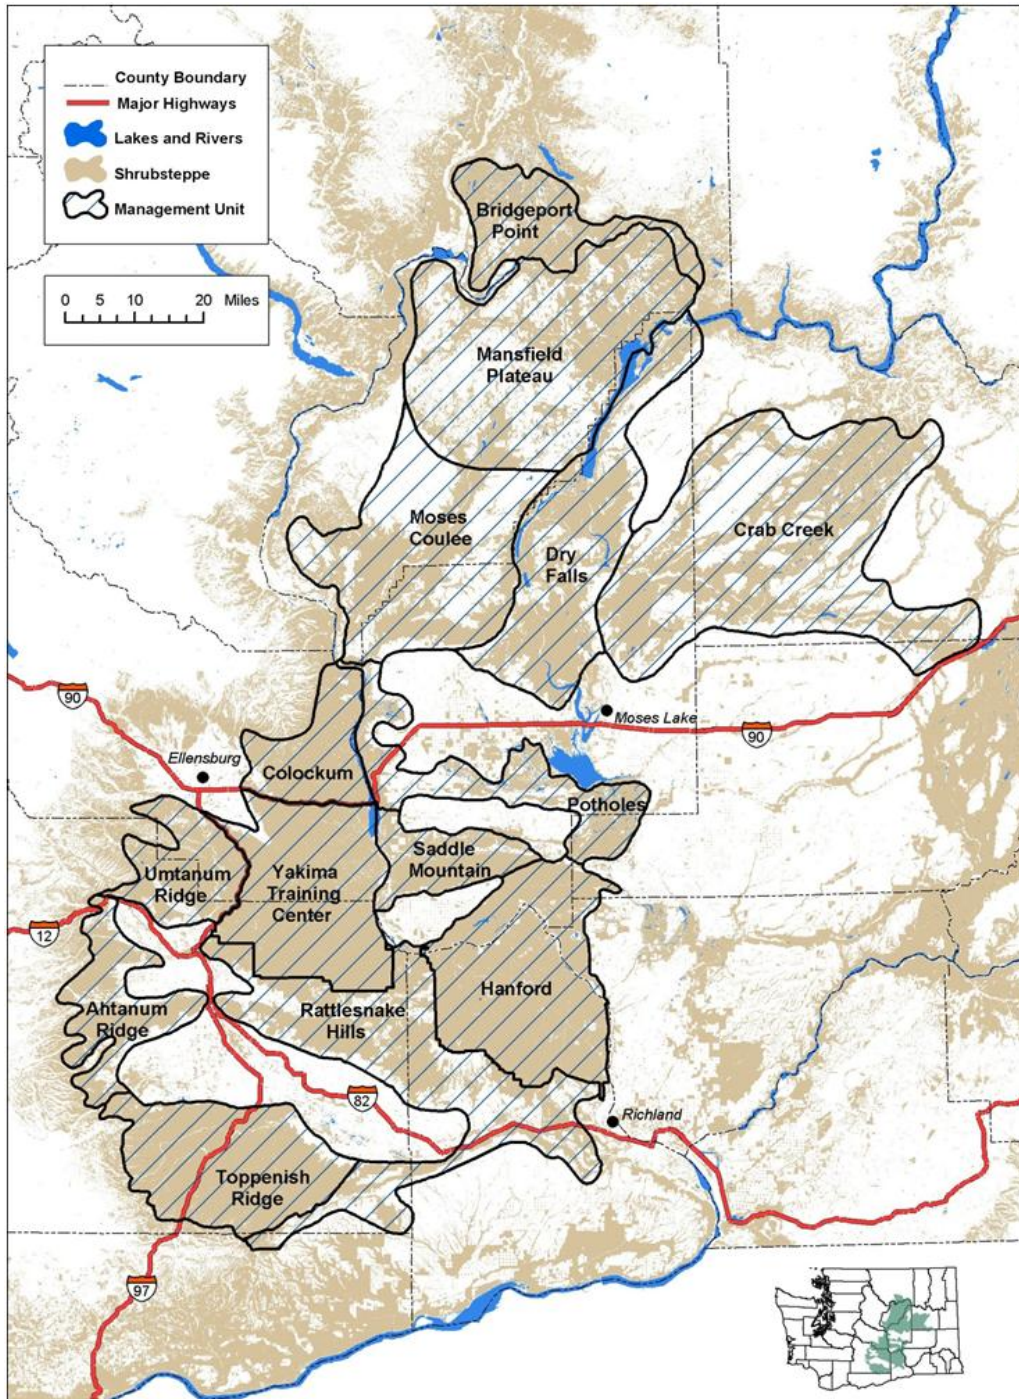 County Boundary
Major Highways
Lakes and Rivers
Shrubsteppe
Management Unit
0 5 10 20 Miles
Bridgeport
Point
Mansfield
Plateau
Moses
Coulee
Dry
Falls
Crab Creek
90
Moses Lake
90
Ellensburg
Colockum
Potholes
Saddle
Mountain
Umtanum
Ridge
Yakima
Training
Center
12
Hanford
Ahtanum
Ridge
Rattlesnake
Hills
82
Richland
Toppenish
Ridge
97